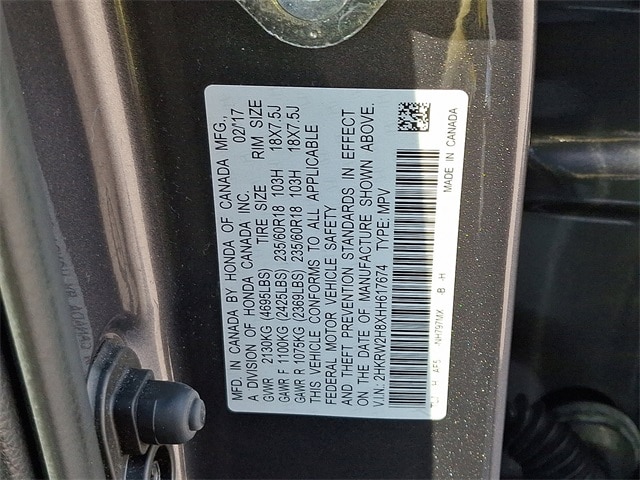 MFD. IN CANADA BY HONDA OF CANADA MFG.,
A DIVISION OF HONDA CANADA INC. 02/17
GVWR 2130KG (4695LBS) TIRE SIZE RIM SIZE
GAWR F 1100KG (2425LBS) 235/60R18 103H 18X7.5J
GAWR R 1075KG (2369LBS) 235/60R18 103H 18X7.5J
THIS VEHICLE CONFORMS TO ALL APPLICABLE
FEDERAL MOTOR VEHICLE SAFETY
AND THEFT PREVENTION STANDARDS IN EFFECT
ON THE DATE OF MANUFACTURE SHOWN ABOVE.
V.I.N.: 2HKRW2H8XHH617674 TYPE: MPV
H AF5 NH797MX B H
MADE IN CANADA